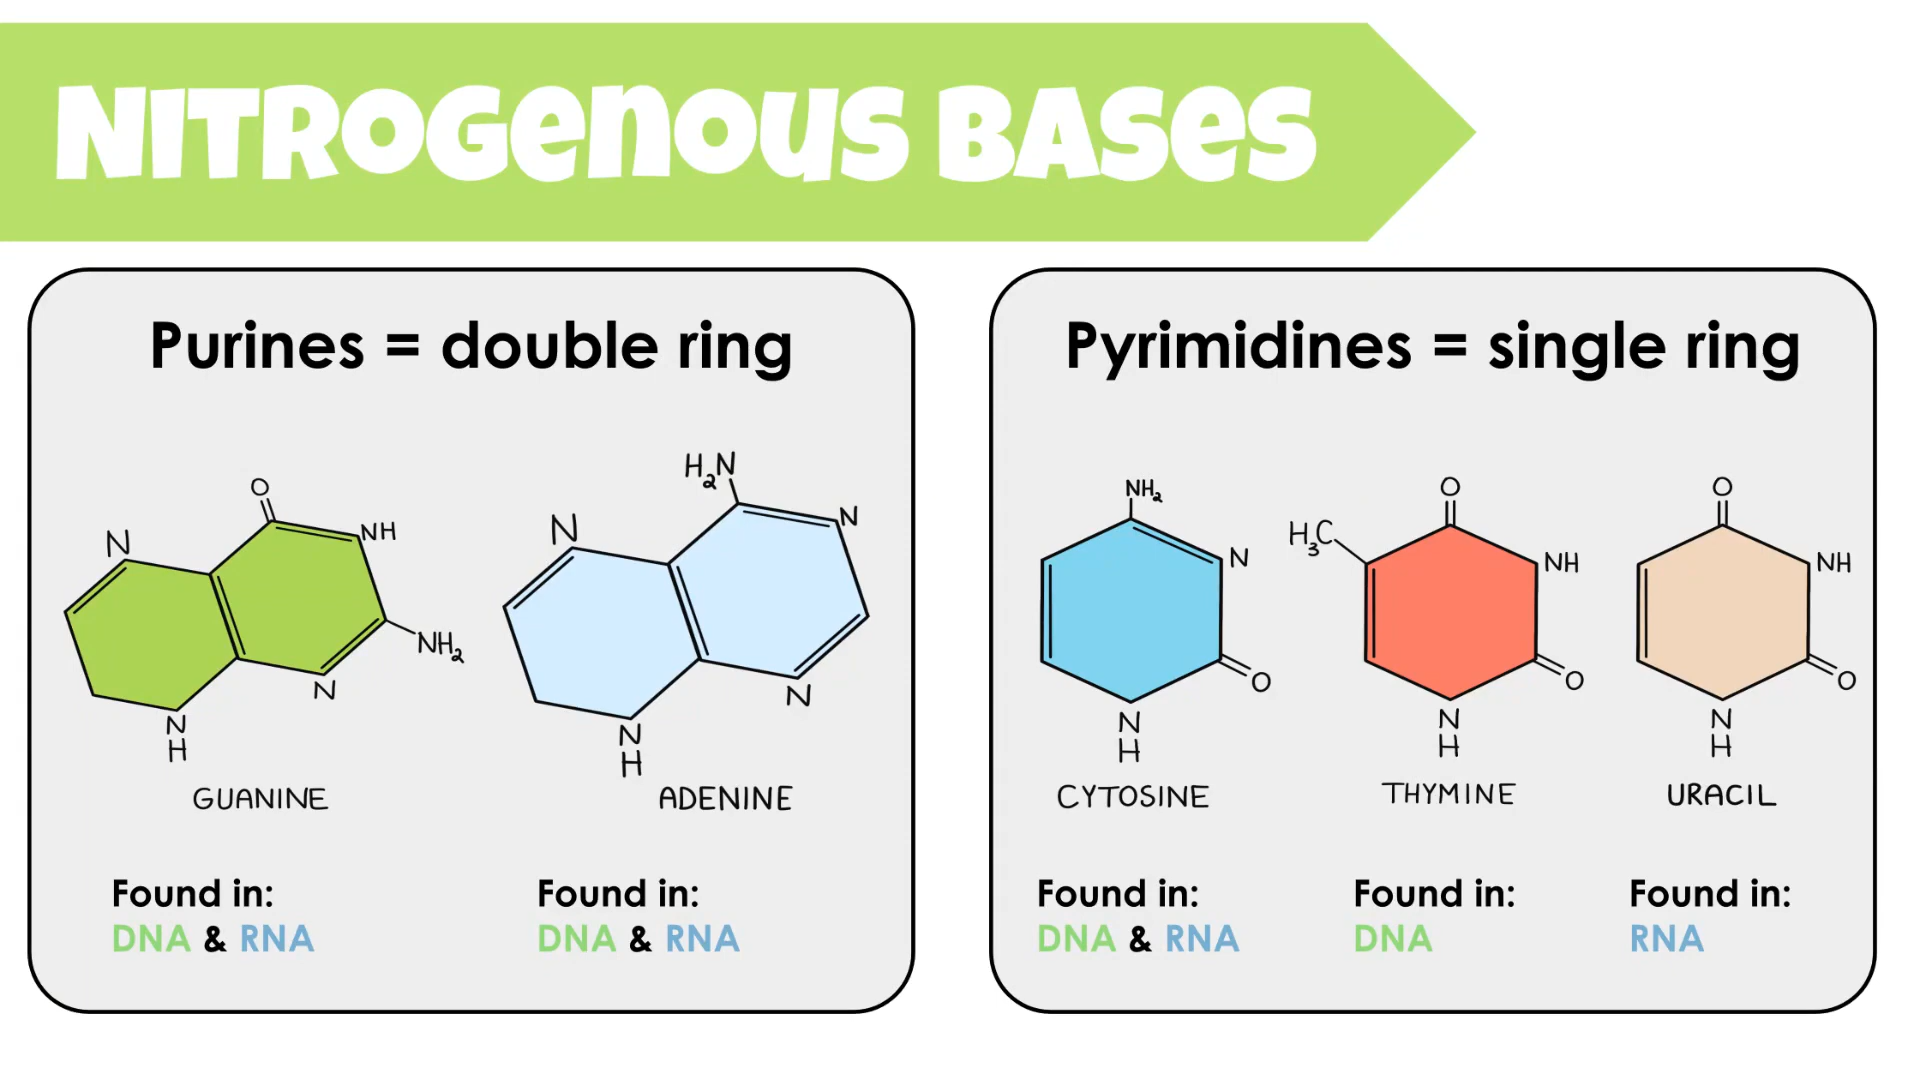 NITROGENOUS BASES
Purines = double ring
O
N
NH
NH2
N
N
H
GUANINE
H2N
N
N
N
N
H
ADENINE
Found in:
DNA & RNA
Found in:
DNA & RNA
Pyrimidines = single ring
NH2
N
O
N
H
CYTOSINE
O
H3C
NH
O
N
H
THYMINE
O
NH
O
N
H
URACIL
Found in:
DNA & RNA
Found in:
DNA
Found in:
RNA